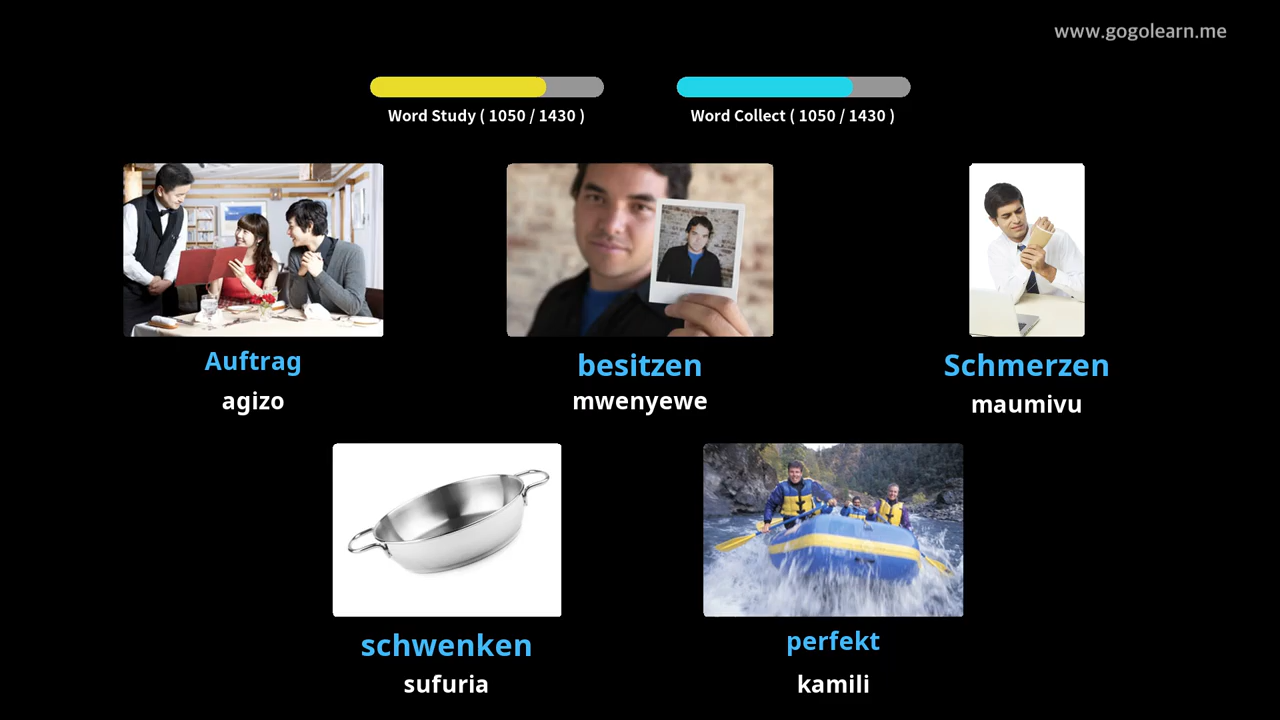 www.gogolearn.me
Word Study ( 1050 / 1430 )
Word Collect ( 1050 / 1430 )
Auftrag
agizo
besitzen
mwenyewe
Schmerzen
maumivu
schwenken
sufuria
perfekt
kamili